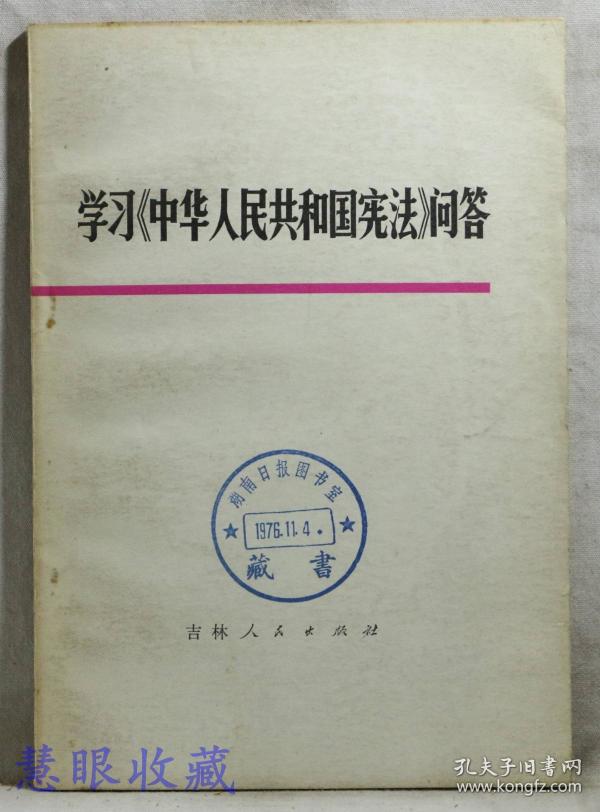 学习《中华人民共和国宪法》问答
渤南日报图书室
1976.11.4.
藏書
吉林人民出版社
慧眼收藏
孔夫子旧書网
www.kongfz.com